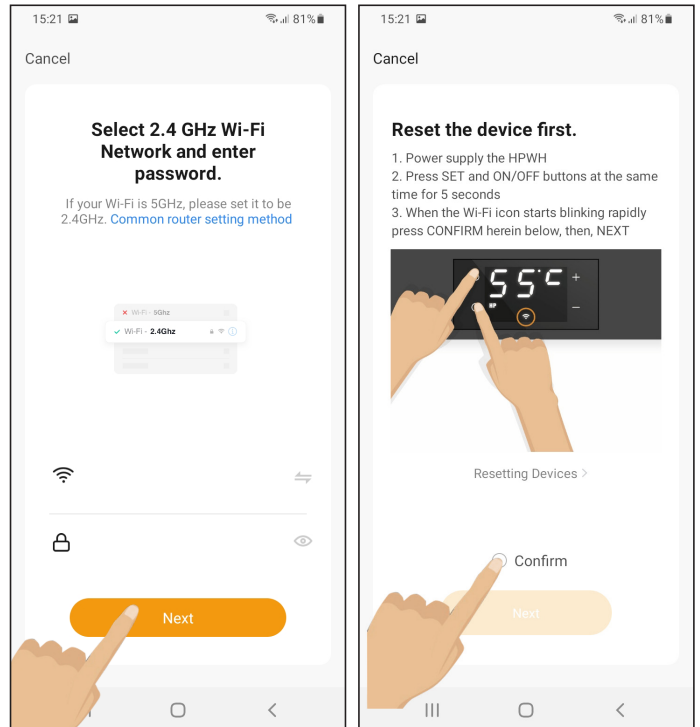 15:21 81%
Cancel
Select 2.4 GHz Wi-Fi
Network and enter
password.
If your Wi-Fi is 5GHz, please set it to be
2.4GHz. Common router setting method
Wi-Fi - 5Ghz
Wi-Fi - 2.4Ghz
Next
15:21 81%
Cancel
Reset the device first.
1. Power supply the HPWH
2. Press SET and ON/OFF buttons at the same
time for 5 seconds
3. When the Wi-Fi icon starts blinking rapidly
press CONFIRM herein below, then, NEXT
55°C
HP
Resetting Devices >
Confirm
Next